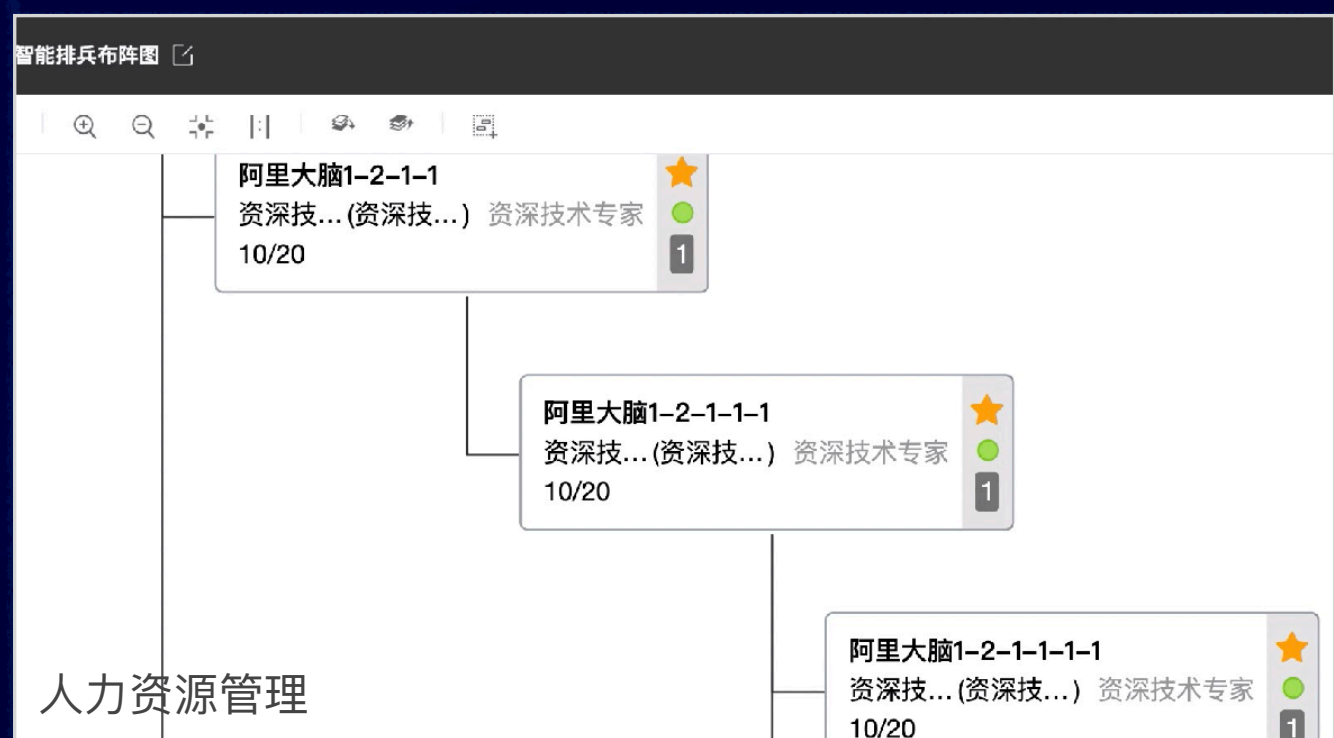 智能排兵布阵图
阿里大脑1-2-1-1
资深技...(资深技...) 资深技术专家
10/20
1
阿里大脑1-2-1-1-1
资深技...(资深技...) 资深技术专家
10/20
1
阿里大脑1-2-1-1-1-1
资深技...(资深技...) 资深技术专家
10/20
1
人力资源管理